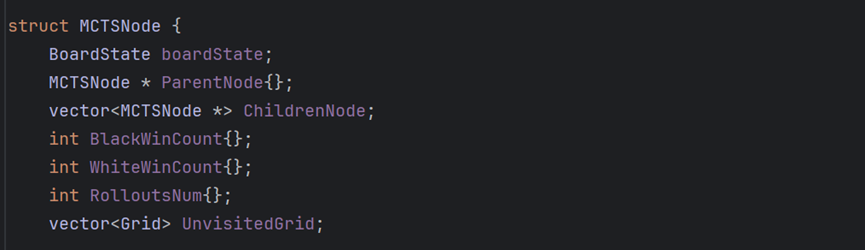 struct MCTSNode {
    BoardState boardState;
    MCTSNode * ParentNode{};
    vector<MCTSNode *> ChildrenNode;
    int BlackWinCount{};
    int WhiteWinCount{};
    int RolloutsNum{};
    vector<Grid> UnvisitedGrid;